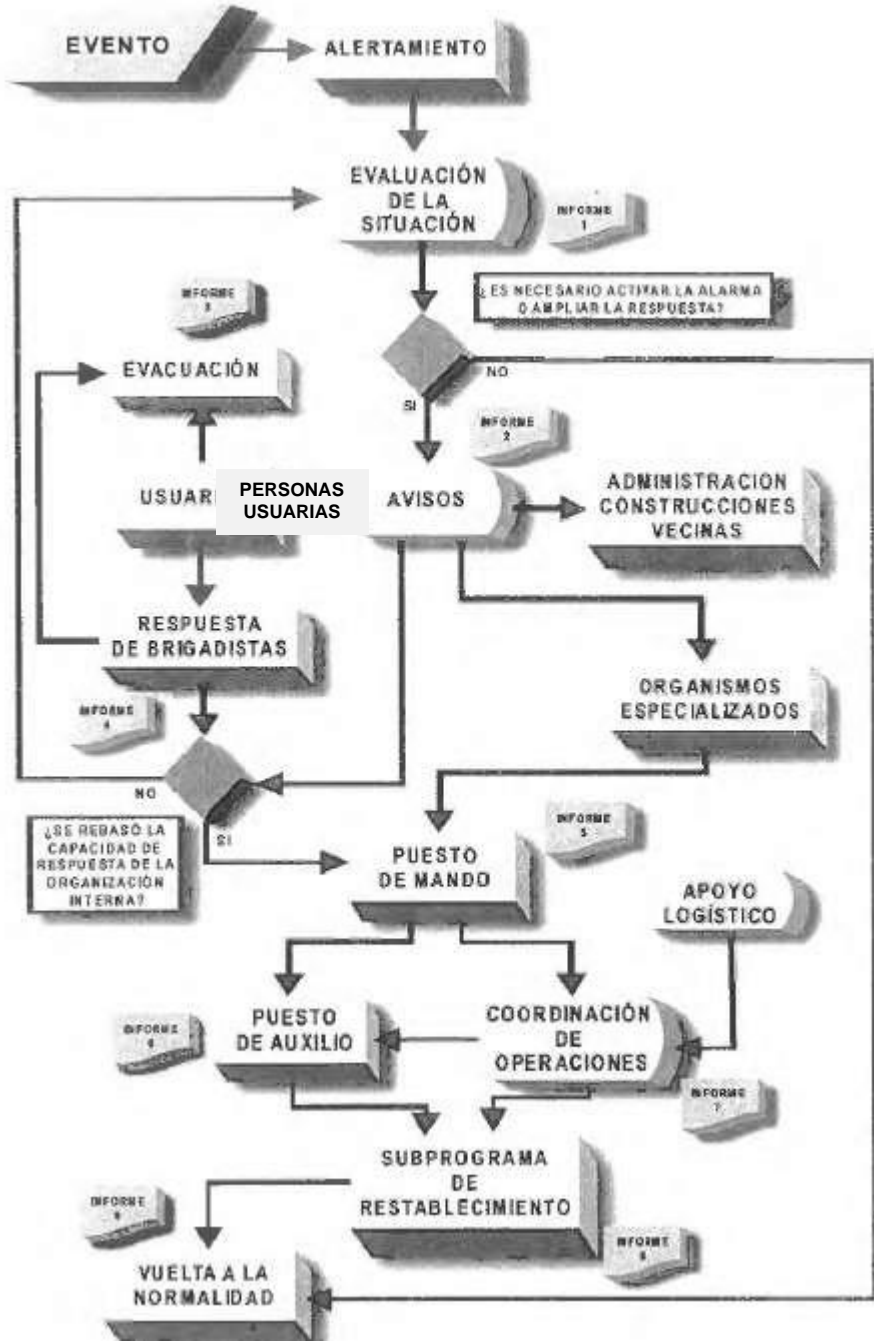 EVENTO
ALERTAMIENTO
EVALUACIÓN
DE LA
SITUACIÓN
INFORME
1
¿ES NECESARIO ACTIVAR LA ALARMA
O AMPLIAR LA RESPUESTA?
NO
SI
INFORME
3
EVACUACIÓN
INFORME
2
USUARI
PERSONAS
USUARIAS
AVISOS
ADMINISTRACION
CONSTRUCCIONES
VECINAS
RESPUESTA
DE BRIGADISTAS
INFORME
4
ORGANISMOS
ESPECIALIZADOS
NO
SI
¿SE REBASÓ LA
CAPACIDAD DE
RESPUESTA DE LA
ORGANIZACIÓN
INTERNA?
INFORME
5
PUESTO
DE MANDO
APOYO
LOGÍSTICO
INFORME
6
PUESTO
DE AUXILIO
COORDINACIÓN
DE
OPERACIONES
INFORME
7
SUBPROGRAMA
DE
RESTABLECIMIENTO
INFORME
INFORME
VUELTA A LA
NORMALIDAD